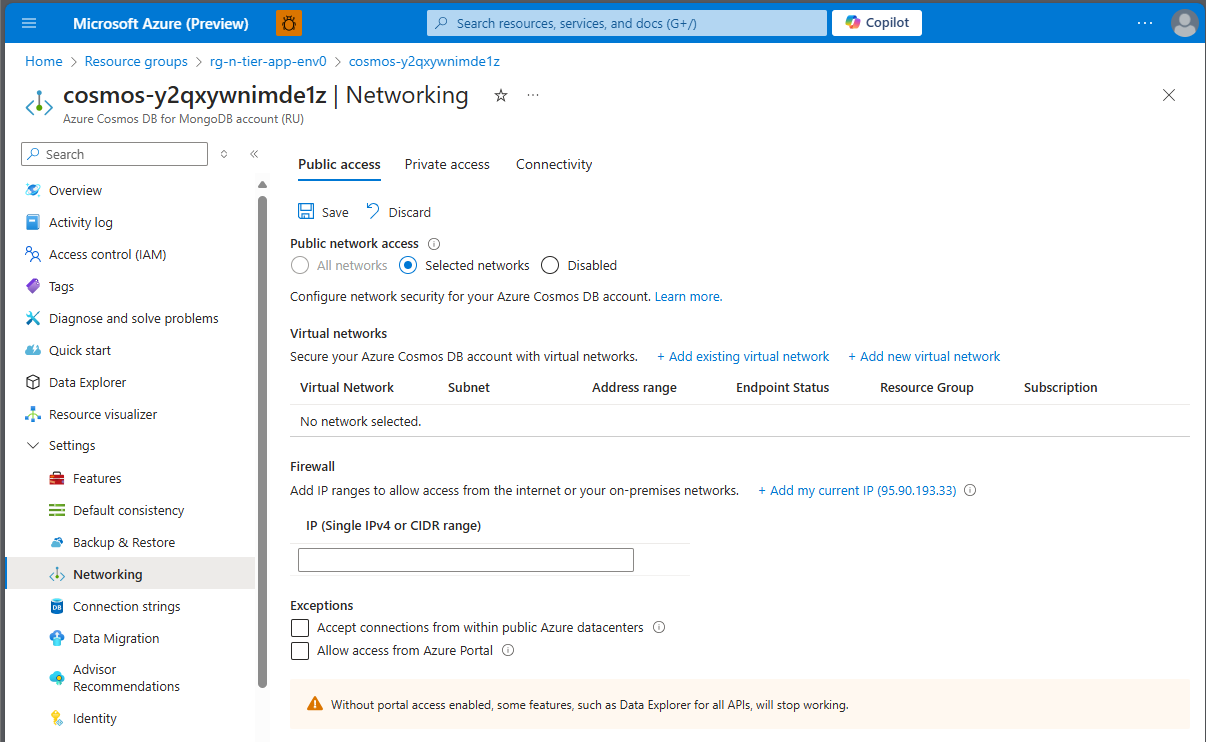 Microsoft Azure (Preview)
Search resources, services, and docs (G+/)
Copilot
Home > Resource groups > rg-n-tier-app-env0 > cosmos-y2qxywnimde1z
cosmos-y2qxywnimde1z | Networking
Azure Cosmos DB for MongoDB account (RU)
Search
Overview
Activity log
Access control (IAM)
Tags
Diagnose and solve problems
Quick start
Data Explorer
Resource visualizer
Settings
Features
Default consistency
Backup & Restore
Networking
Connection strings
Data Migration
Advisor
Recommendations
Identity
Public access Private access Connectivity
Save Discard
Public network access
All networks Selected networks Disabled
Configure network security for your Azure Cosmos DB account. Learn more.
Virtual networks
Secure your Azure Cosmos DB account with virtual networks. + Add existing virtual network + Add new virtual network
Virtual Network Subnet Address range Endpoint Status Resource Group Subscription
No network selected.
Firewall
Add IP ranges to allow access from the internet or your on-premises networks. + Add my current IP (95.90.193.33)
IP (Single IPv4 or CIDR range)
Exceptions
Accept connections from within public Azure datacenters
Allow access from Azure Portal
Without portal access enabled, some features, such as Data Explorer for all APIs, will stop working.